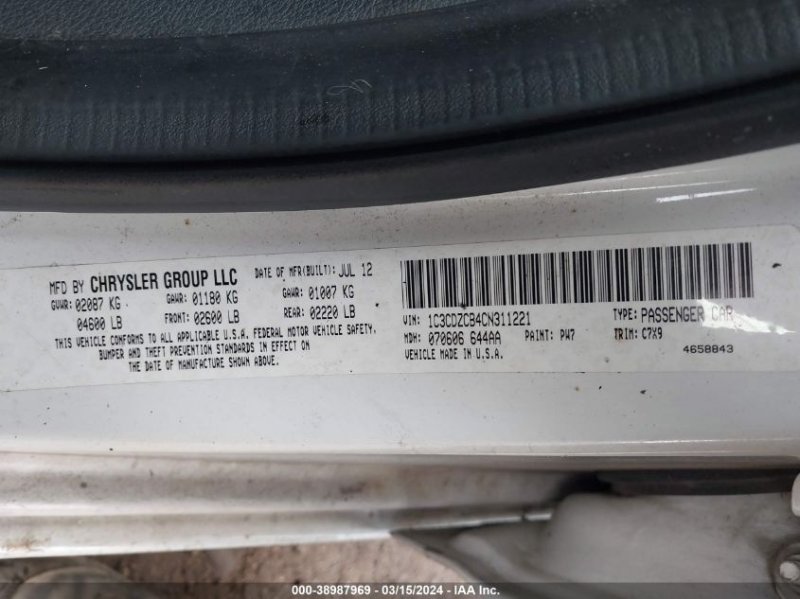 MFD BY CHRYSLER GROUP LLC DATE OF MFR(BUILT): JUL 12
GVWR: 02087 KG GAWR: 01180 KG GAWR: 01007 KG
04600 LB FRONT: 02600 LB REAR: 02220 LB
THIS VEHICLE CONFORMS TO ALL APPLICABLE U.S.A. FEDERAL MOTOR VEHICLE SAFETY,
BUMPER AND THEFT PREVENTION STANDARDS IN EFFECT ON
THE DATE OF MANUFACTURE SHOWN ABOVE.
VIN: 1C3CDZCB4CN311221 TYPE: PASSENGER CAR
MDH: 070606 644AA PAINT: PW7 TRIM: C7X9
VEHICLE MADE IN U.S.A. 4658843
000-38987969 — 03/15/2024 — IAA Inc.